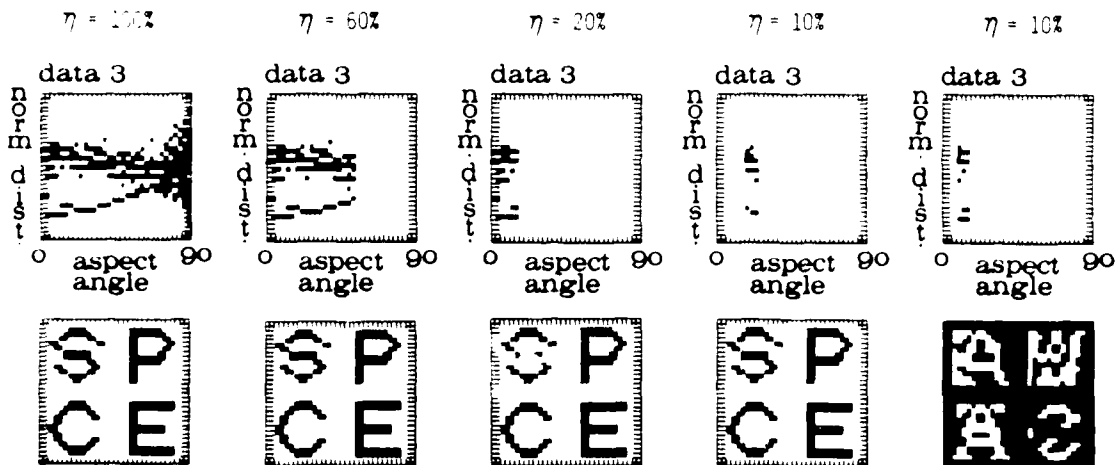 η = 100% η = 60% η = 20% η = 10% η = 10%
data 3 data 3 data 3 data 3 data 3
norm. dist. norm. dist. norm. dist. norm. dist. norm. dist.
0 90 0 90 0 90 0 90 0 90
aspect angle aspect angle aspect angle aspect angle aspect angle
S P S P S P S P
C E C E C E C E